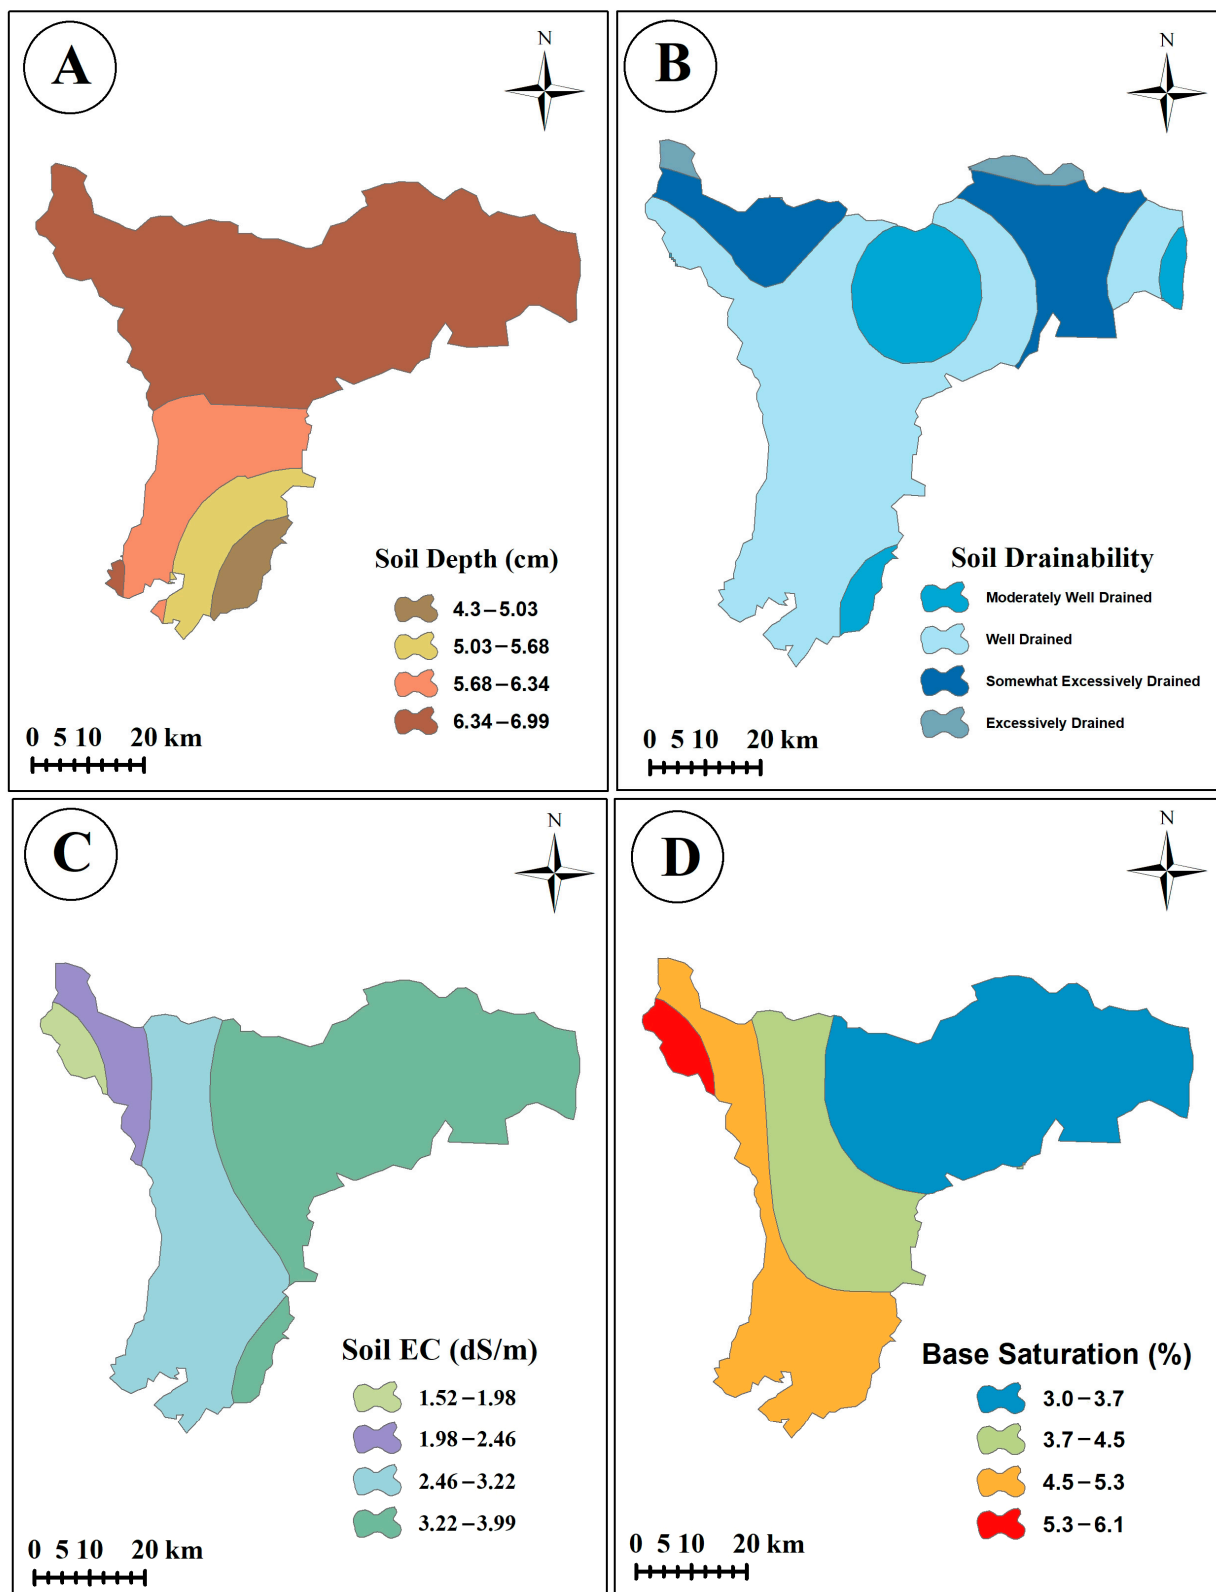 A
N
Soil Depth (cm)
4.3–5.03
5.03–5.68
5.68–6.34
6.34–6.99
0 5 10 20 km
B
N
Soil Drainability
Moderately Well Drained
Well Drained
Somewhat Excessively Drained
Excessively Drained
0 5 10 20 km
C
N
Soil EC (dS/m)
1.52–1.98
1.98–2.46
2.46–3.22
3.22–3.99
0 5 10 20 km
D
N
Base Saturation (%)
3.0–3.7
3.7–4.5
4.5–5.3
5.3–6.1
0 5 10 20 km